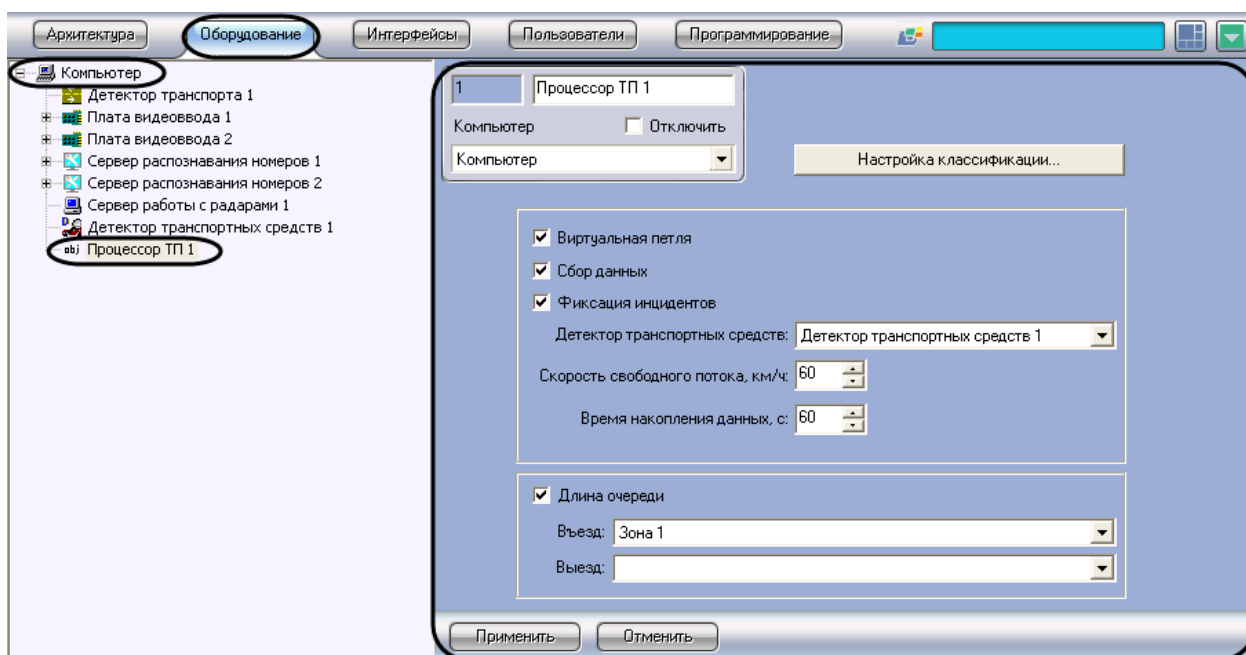 Архитектура Оборудование Интерфейсы Пользователи Программирование
Компьютер
Детектор транспорта 1
Плата видеоввода 1
Плата видеоввода 2
Сервер распознавания номеров 1
Сервер распознавания номеров 2
Сервер работы с радарами 1
Детектор транспортных средств 1
obj Процессор ТП 1
1 Процессор ТП 1
Компьютер Отключить
Компьютер
Настройка классификации...
Виртуальная петля
Сбор данных
Фиксация инцидентов
Детектор транспортных средств: Детектор транспортных средств 1
Скорость свободного потока, км/ч: 60
Время накопления данных, с: 60
Длина очереди
Въезд: Зона 1
Выезд:
Применить Отменить